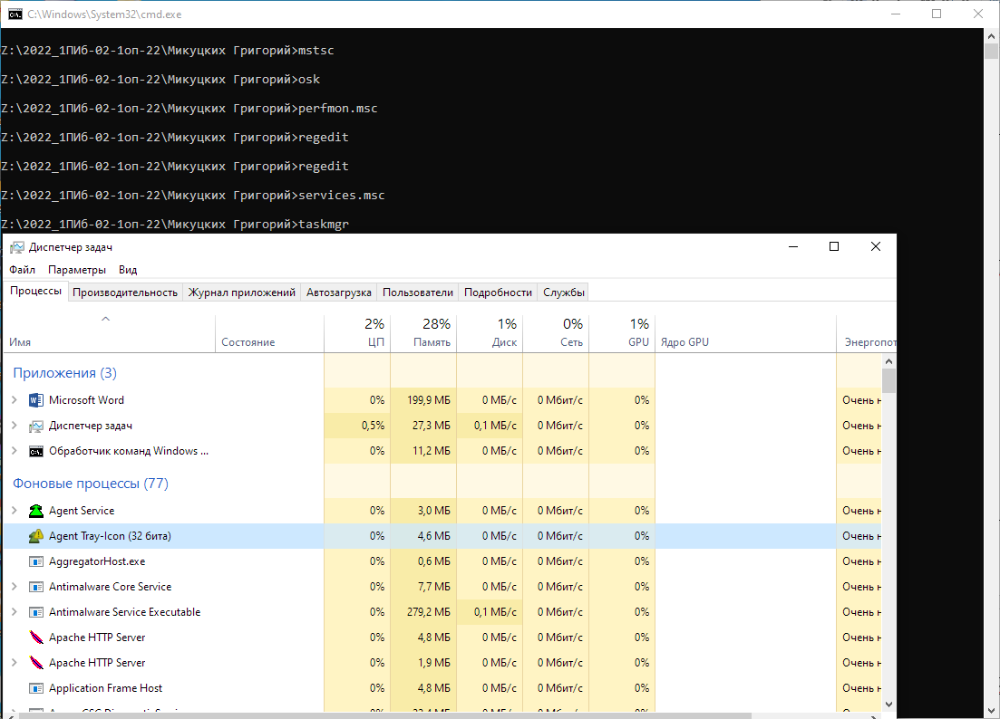 C:\Windows\System32\cmd.exe
Z:\2022_1ПИб-02-1оп-22\Микуцких Григорий>mstsc
Z:\2022_1ПИб-02-1оп-22\Микуцких Григорий>osk
Z:\2022_1ПИб-02-1оп-22\Микуцких Григорий>perfmon.msc
Z:\2022_1ПИб-02-1оп-22\Микуцких Григорий>regedit
Z:\2022_1ПИб-02-1оп-22\Микуцких Григорий>regedit
Z:\2022_1ПИб-02-1оп-22\Микуцких Григорий>services.msc
Z:\2022_1ПИб-02-1оп-22\Микуцких Григорий>taskmgr
Диспетчер задач
Файл Параметры Вид
Процессы Производительность Журнал приложений Автозагрузка Пользователи Подробности Службы
2% 28% 1% 0% 1%
Имя Состояние ЦП Память Диск Сеть GPU Ядро GPU Энергопот
Приложения (3)
Microsoft Word 0% 199,9 МБ 0 МБ/с 0 Мбит/с 0% Очень н
Диспетчер задач 0,5% 27,3 МБ 0,1 МБ/с 0 Мбит/с 0% Очень н
Обработчик команд Windows ... 0% 11,2 МБ 0 МБ/с 0 Мбит/с 0% Очень н
Фоновые процессы (77)
Agent Service 0% 3,0 МБ 0 МБ/с 0 Мбит/с 0% Очень н
Agent Tray-Icon (32 бита) 0% 4,6 МБ 0 МБ/с 0 Мбит/с 0% Очень н
AggregatorHost.exe 0% 0,6 МБ 0 МБ/с 0 Мбит/с 0% Очень н
Antimalware Core Service 0% 7,7 МБ 0 МБ/с 0 Мбит/с 0% Очень н
Antimalware Service Executable 0% 279,2 МБ 0,1 МБ/с 0 Мбит/с 0% Очень н
Apache HTTP Server 0% 4,8 МБ 0 МБ/с 0 Мбит/с 0% Очень н
Apache HTTP Server 0% 1,9 МБ 0 МБ/с 0 Мбит/с 0% Очень н
Application Frame Host 0% 4,8 МБ 0 МБ/с 0 Мбит/с 0% Очень н